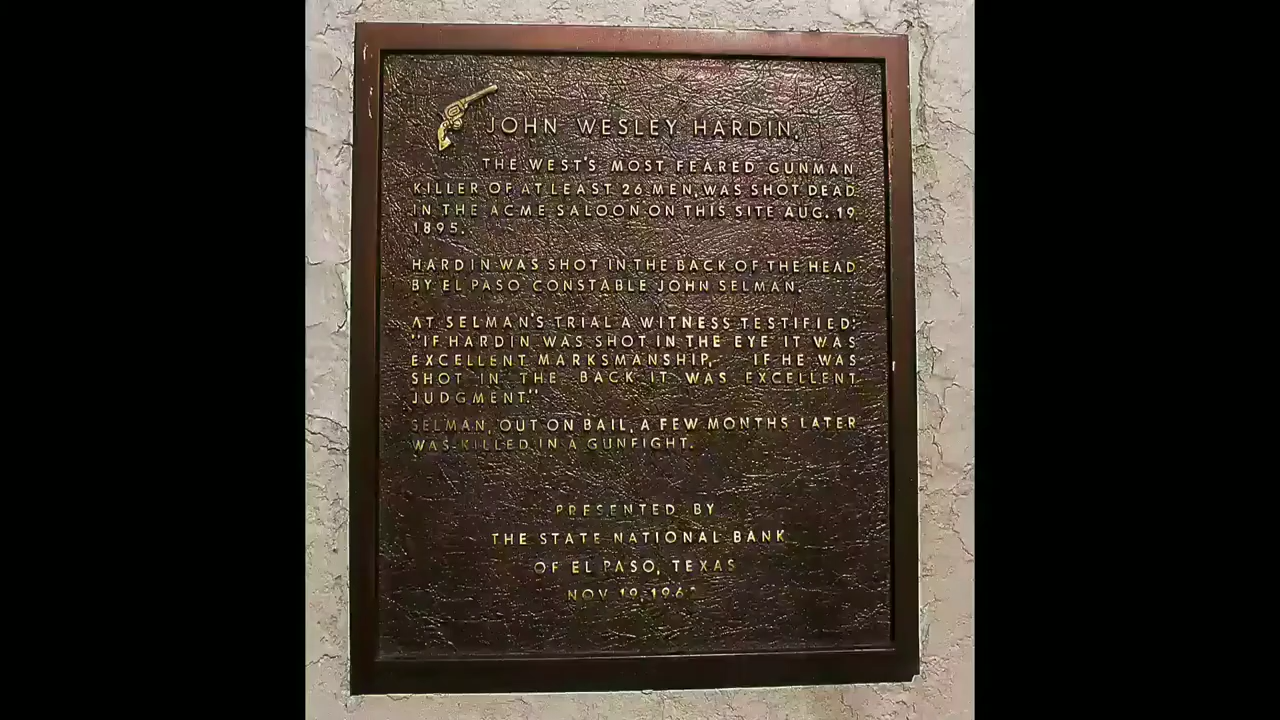 JOHN WESLEY HARDIN,
THE WEST'S MOST FEARED GUNMAN
KILLER OF AT LEAST 26 MEN, WAS SHOT DEAD
IN THE ACME SALOON ON THIS SITE AUG. 19,
1895.
HARDIN WAS SHOT IN THE BACK OF THE HEAD
BY EL PASO CONSTABLE JOHN SELMAN.
AT SELMAN'S TRIAL A WITNESS TESTIFIED:
"IF HARDIN WAS SHOT IN THE EYE IT WAS
EXCELLENT MARKSMANSHIP, IF HE WAS
SHOT IN THE BACK IT WAS EXCELLENT
JUDGMENT."
SELMAN, OUT ON BAIL, A FEW MONTHS LATER
WAS KILLED IN A GUNFIGHT.
PRESENTED BY
THE STATE NATIONAL BANK
OF EL PASO, TEXAS
NOV 19,